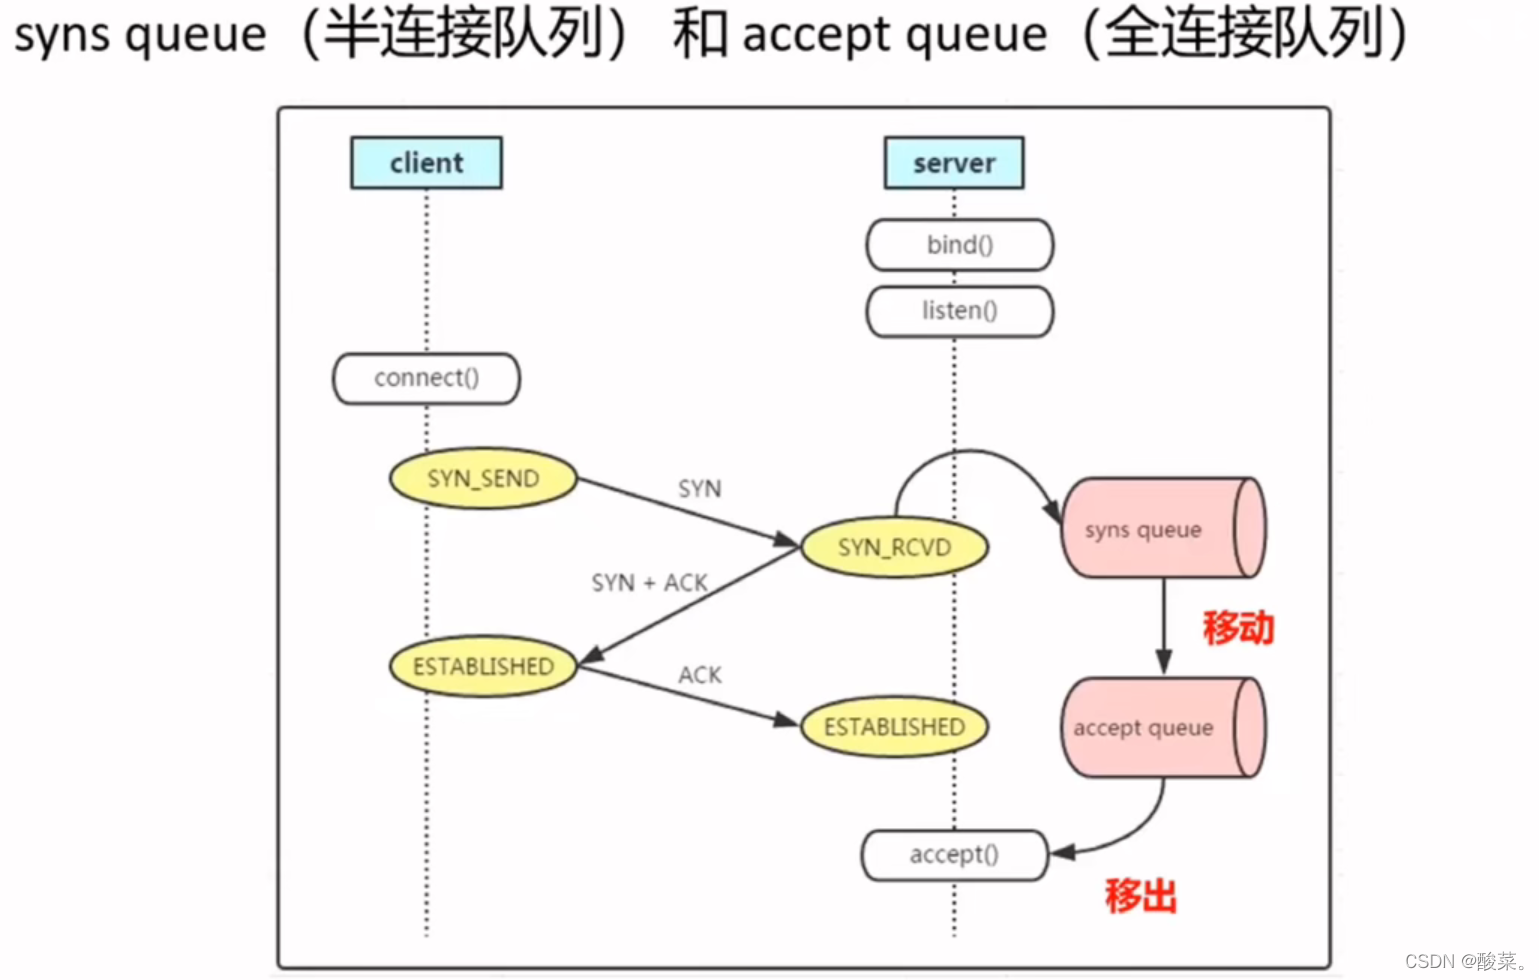 syns queue（半连接队列） 和 accept queue（全连接队列）
client
server
bind()
listen()
connect()
SYN_SEND
SYN
SYN_RCVD
syns queue
SYN + ACK
移动
ESTABLISHED
ACK
ESTABLISHED
accept queue
accept()
移出
CSDN @酸菜。